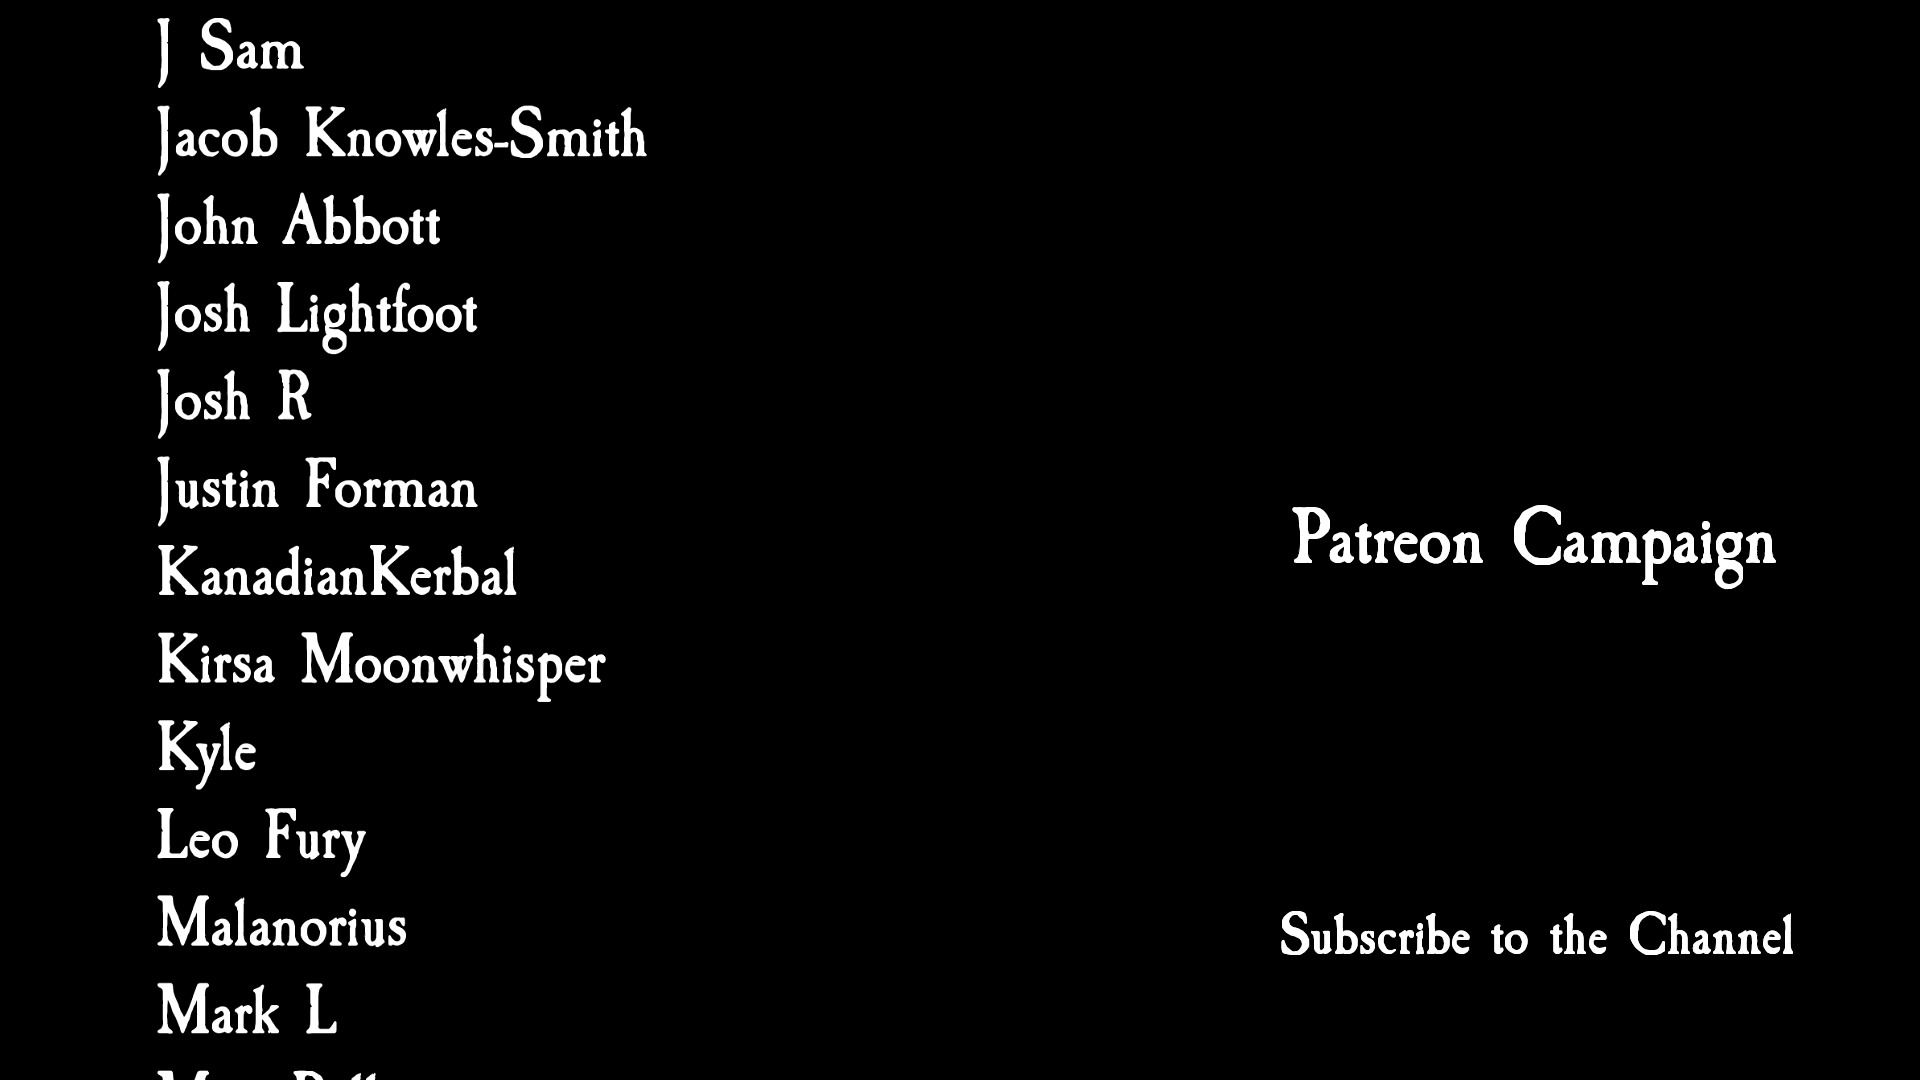 J Sam
Jacob Knowles-Smith
John Abbott
Josh Lightfoot
Josh R
Justin Forman
KanadianKerbal
Kirsa Moonwhisper
Kyle
Leo Fury
Malanorius
Mark L
Patreon Campaign
Subscribe to the Channel